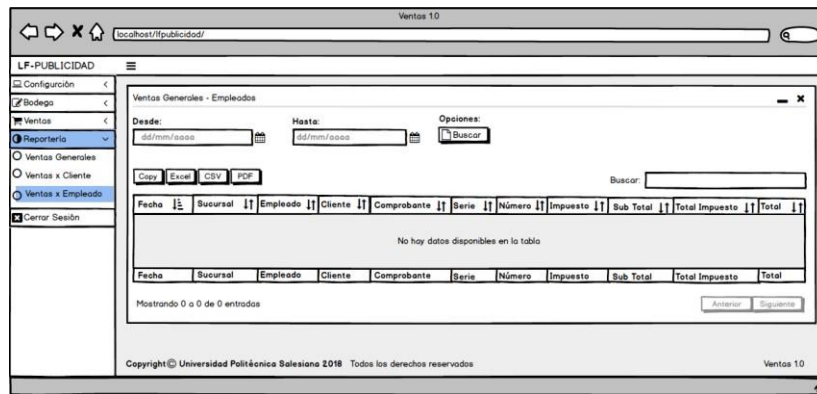 Ventas 1.0
localhost/lfpublicidad/
LF-PUBLICIDAD
Configurción
Bodega
Ventas
Reportería
Ventas Generales
Ventas x Cliente
Ventas x Empleado
Cerrar Sesión
Ventas Generales - Empleados
Desde: Hasta: Opciones:
dd/mm/aaaa dd/mm/aaaa Buscar
Copy Excel CSV PDF Buscar:
Fecha Sucursal Empleado Cliente Comprobante Serie Número Impuesto Sub Total Total Impuesto Total
No hay datos disponibles en la tabla
Fecha Sucursal Empleado Cliente Comprobante Serie Número Impuesto Sub Total Total Impuesto Total
Mostrando 0 a 0 de 0 entradas Anterior Siguiente
Copyright © Universidad Politécnica Salesiana 2018 Todos los derechos reservados Ventas 1.0